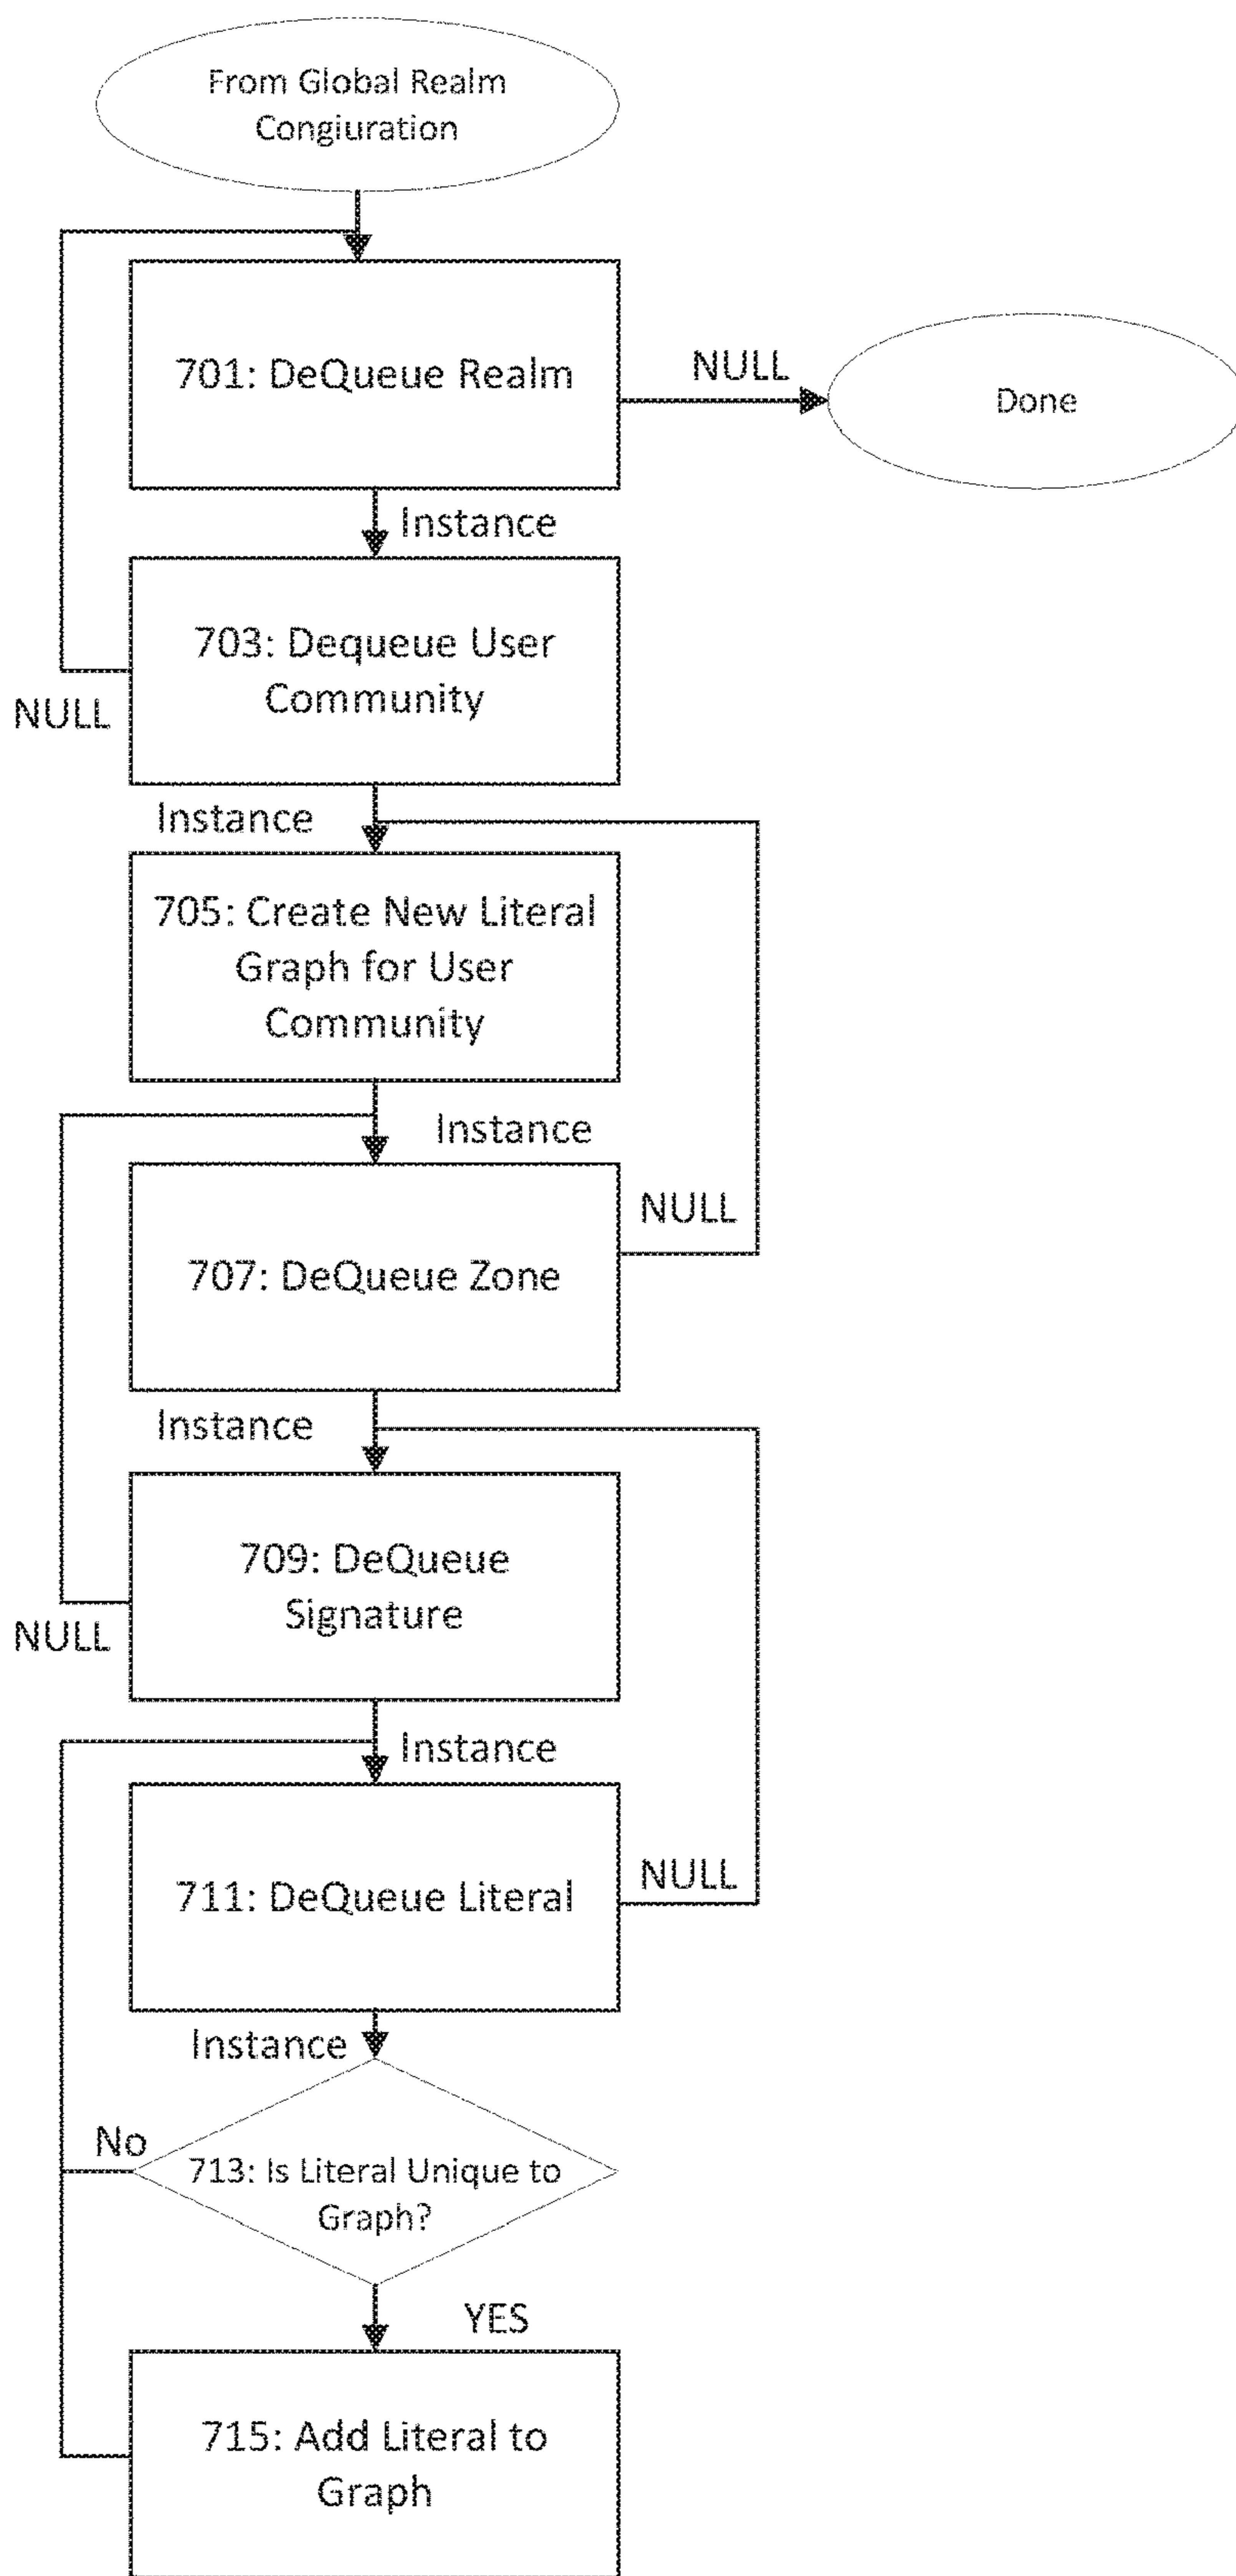 From Global Realm
Congiuration
701: DeQueue Realm
NULL
Done
Instance
703: Dequeue User
Community
NULL
Instance
705: Create New Literal
Graph for User
Community
Instance
NULL
707: DeQueue Zone
Instance
709: DeQueue
Signature
NULL
Instance
711: DeQueue Literal
NULL
Instance
No
713: Is Literal Unique to
Graph?
YES
715: Add Literal to
Graph